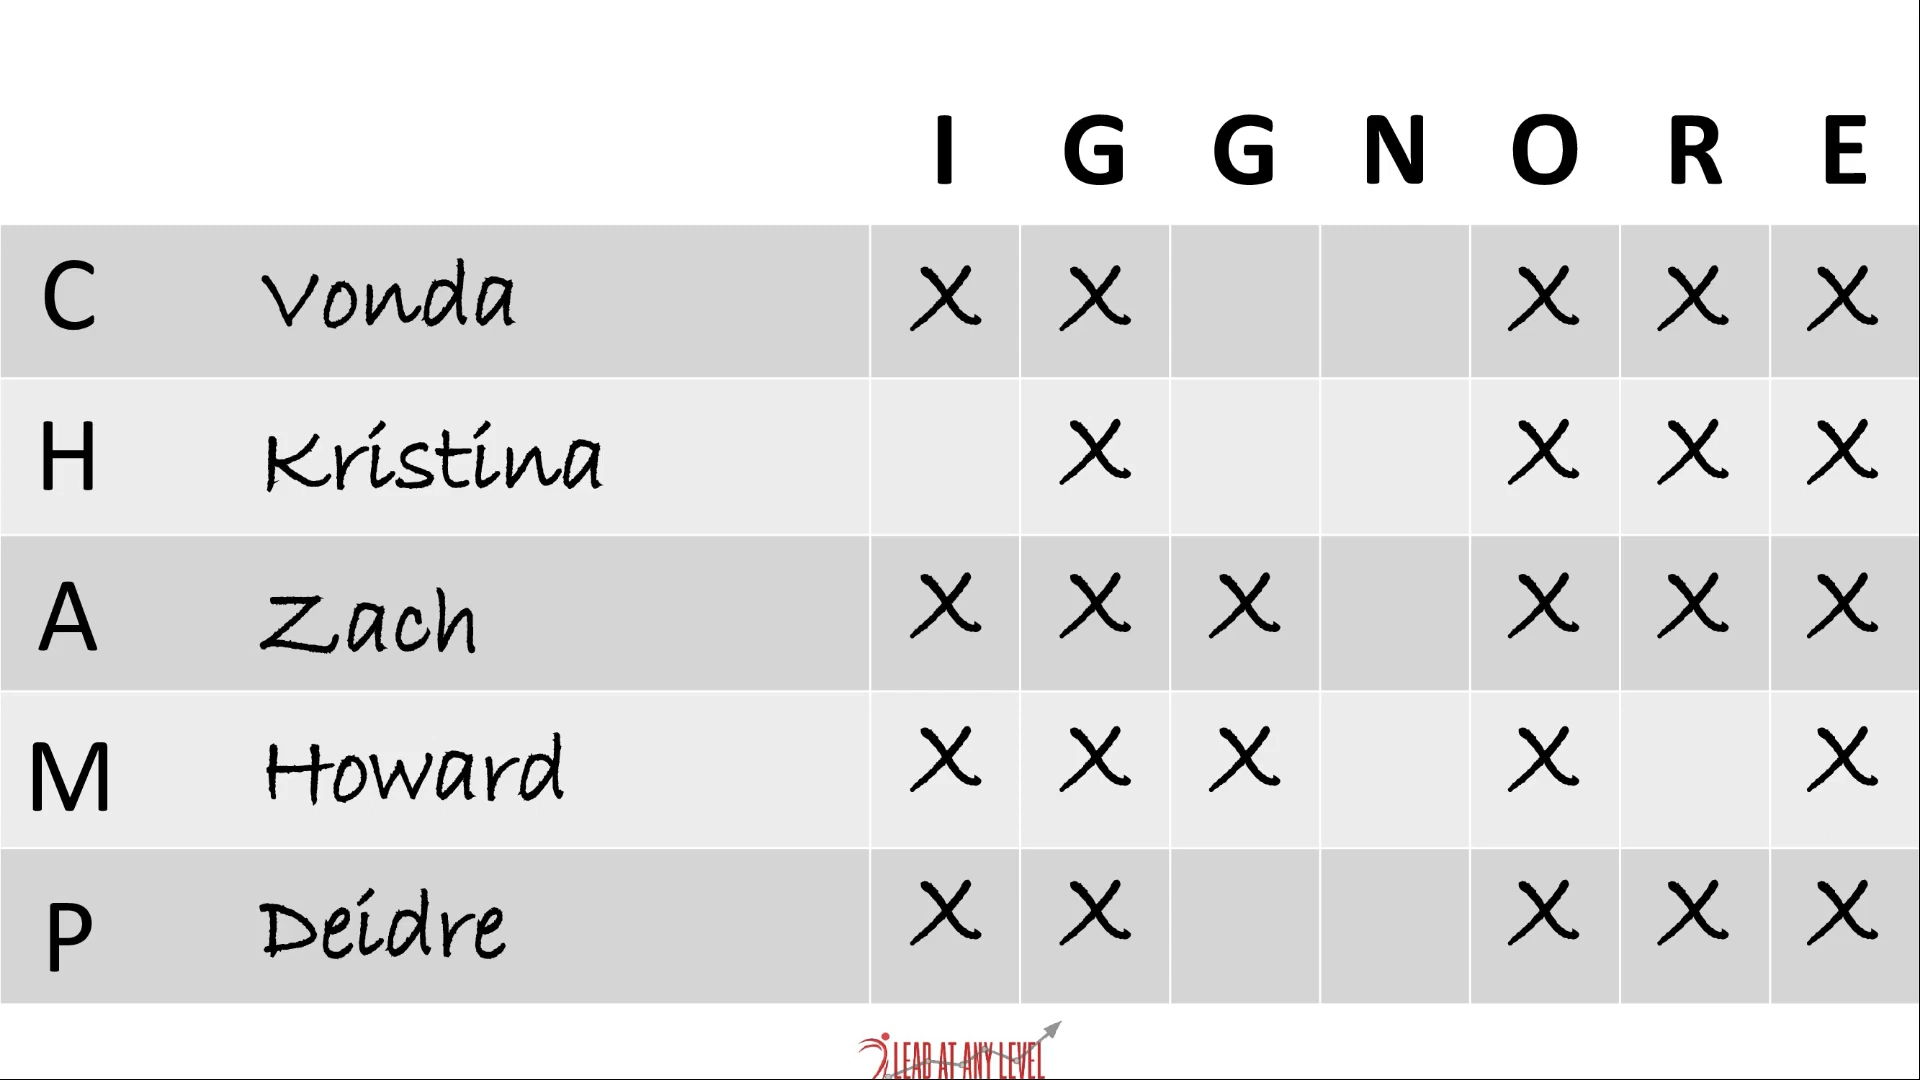 I G G N O R E
C Vonda X X X X X
H Kristina X X X X
A Zach X X X X X X
M Howard X X X X X
P Deidre X X X X X
LEAD AT ANY LEVEL